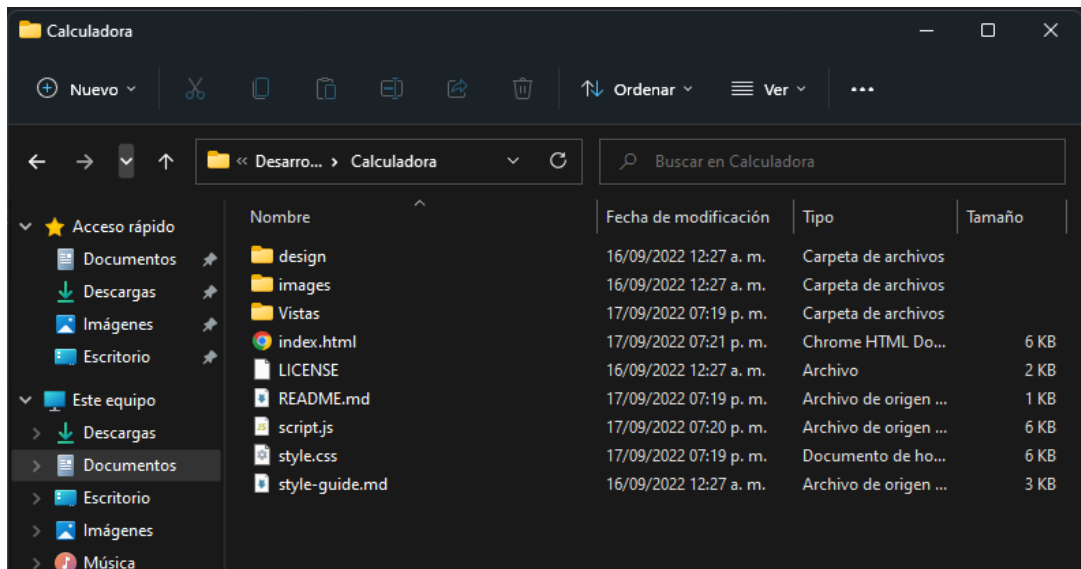 Calculadora
Nuevo Ordenar Ver
« Desarro... › Calculadora Buscar en Calculadora
Acceso rápido
Documentos
Descargas
Imágenes
Escritorio
Este equipo
Descargas
Documentos
Escritorio
Imágenes
Música
Nombre Fecha de modificación Tipo Tamaño
design 16/09/2022 12:27 a. m. Carpeta de archivos
images 16/09/2022 12:27 a. m. Carpeta de archivos
Vistas 17/09/2022 07:19 p. m. Carpeta de archivos
index.html 17/09/2022 07:21 p. m. Chrome HTML Do... 6 KB
LICENSE 16/09/2022 12:27 a. m. Archivo 2 KB
README.md 17/09/2022 07:19 p. m. Archivo de origen ... 1 KB
JS script.js 17/09/2022 07:20 p. m. Archivo de origen ... 6 KB
style.css 17/09/2022 07:19 p. m. Documento de ho... 6 KB
style-guide.md 16/09/2022 12:27 a. m. Archivo de origen ... 3 KB